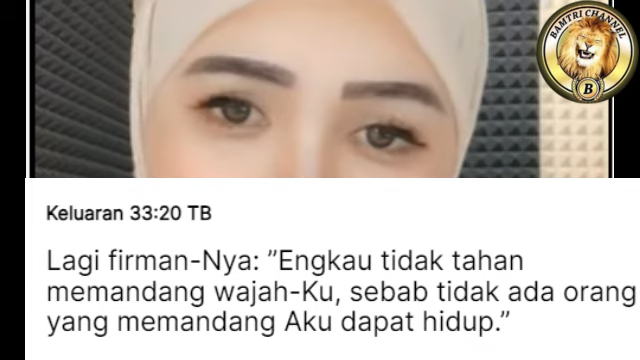 BAMTRI CHANNEL
B
Keluaran 33:20 TB
Lagi firman-Nya: ”Engkau tidak tahan
memandang wajah-Ku, sebab tidak ada orang
yang memandang Aku dapat hidup.”